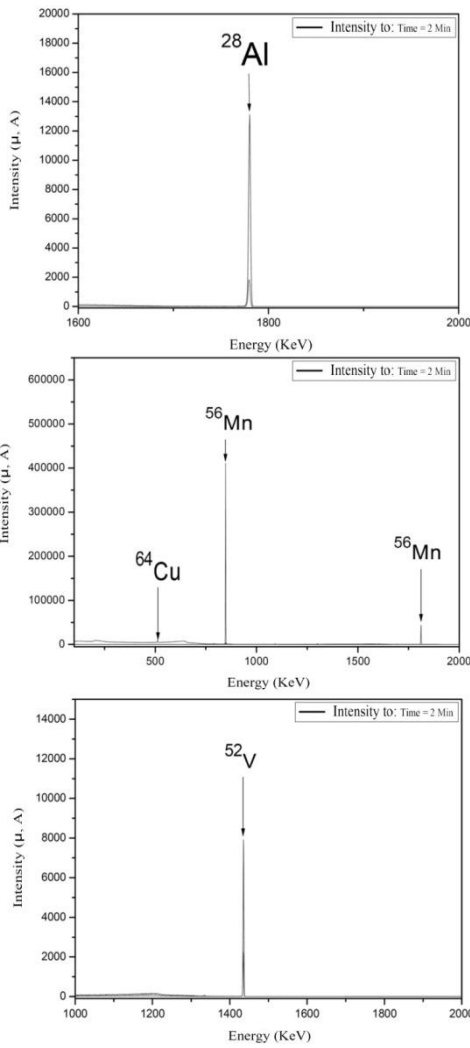 20000
18000
16000
14000
12000
10000
8000
6000
4000
2000
0
Intensity (µ, A)
Intensity to: Time = 2 Min
28Al
1600 1800 2000
Energy (KeV)
600000
500000
400000
300000
200000
100000
0
Intensity (µ, A)
Intensity to: Time = 2 Min
56Mn
64Cu
56Mn
500 1000 1500 2000
Energy (KeV)
14000
12000
10000
8000
6000
4000
2000
0
Intensity (µ, A)
Intensity to: Time = 2 Min
52V
1000 1200 1400 1600 1800 2000
Energy (KeV)